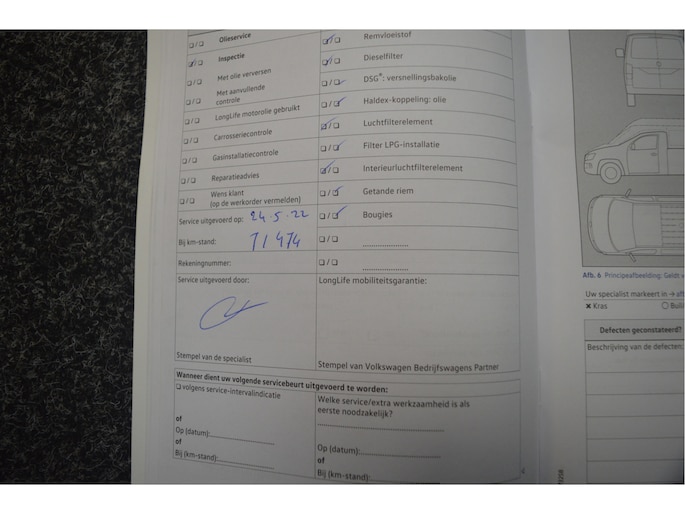 Olieservice
Inspectie
Met olie verversen
Met aanvullende
controle
LongLife motorolie gebruikt
Carrosseriecontrole
Gasinstallatiecontrole
Reparatieadvies
Wens klant
(op de werkorder vermelden)
Service uitgevoerd op: 24-5-22
Bij km-stand: 71474
Rekeningnummer:
Service uitgevoerd door:
Stempel van de specialist
Remvloeistof
Dieselfilter
DSG®: versnellingsbakolie
Haldex-koppeling: olie
Luchtfilterelement
Filter LPG-installatie
Interieurluchtfilterelement
Getande riem
Bougies
LongLife mobiliteitsgarantie:
Stempel van Volkswagen Bedrijfswagens Partner
Wanneer dient uw volgende servicebeurt uitgevoerd te worden:
volgens service-intervalindicatie
of
Op (datum):
of
Bij (km-stand):
Welke service/extra werkzaamheid is als
eerste noodzakelijk?
Op (datum):
of
Bij (km-stand):
Afb. 6 Principeafbeelding: Geldt
Uw specialist markeert in → afb
Kras
Defecten geconstateerd?
Beschrijving van de defecten: